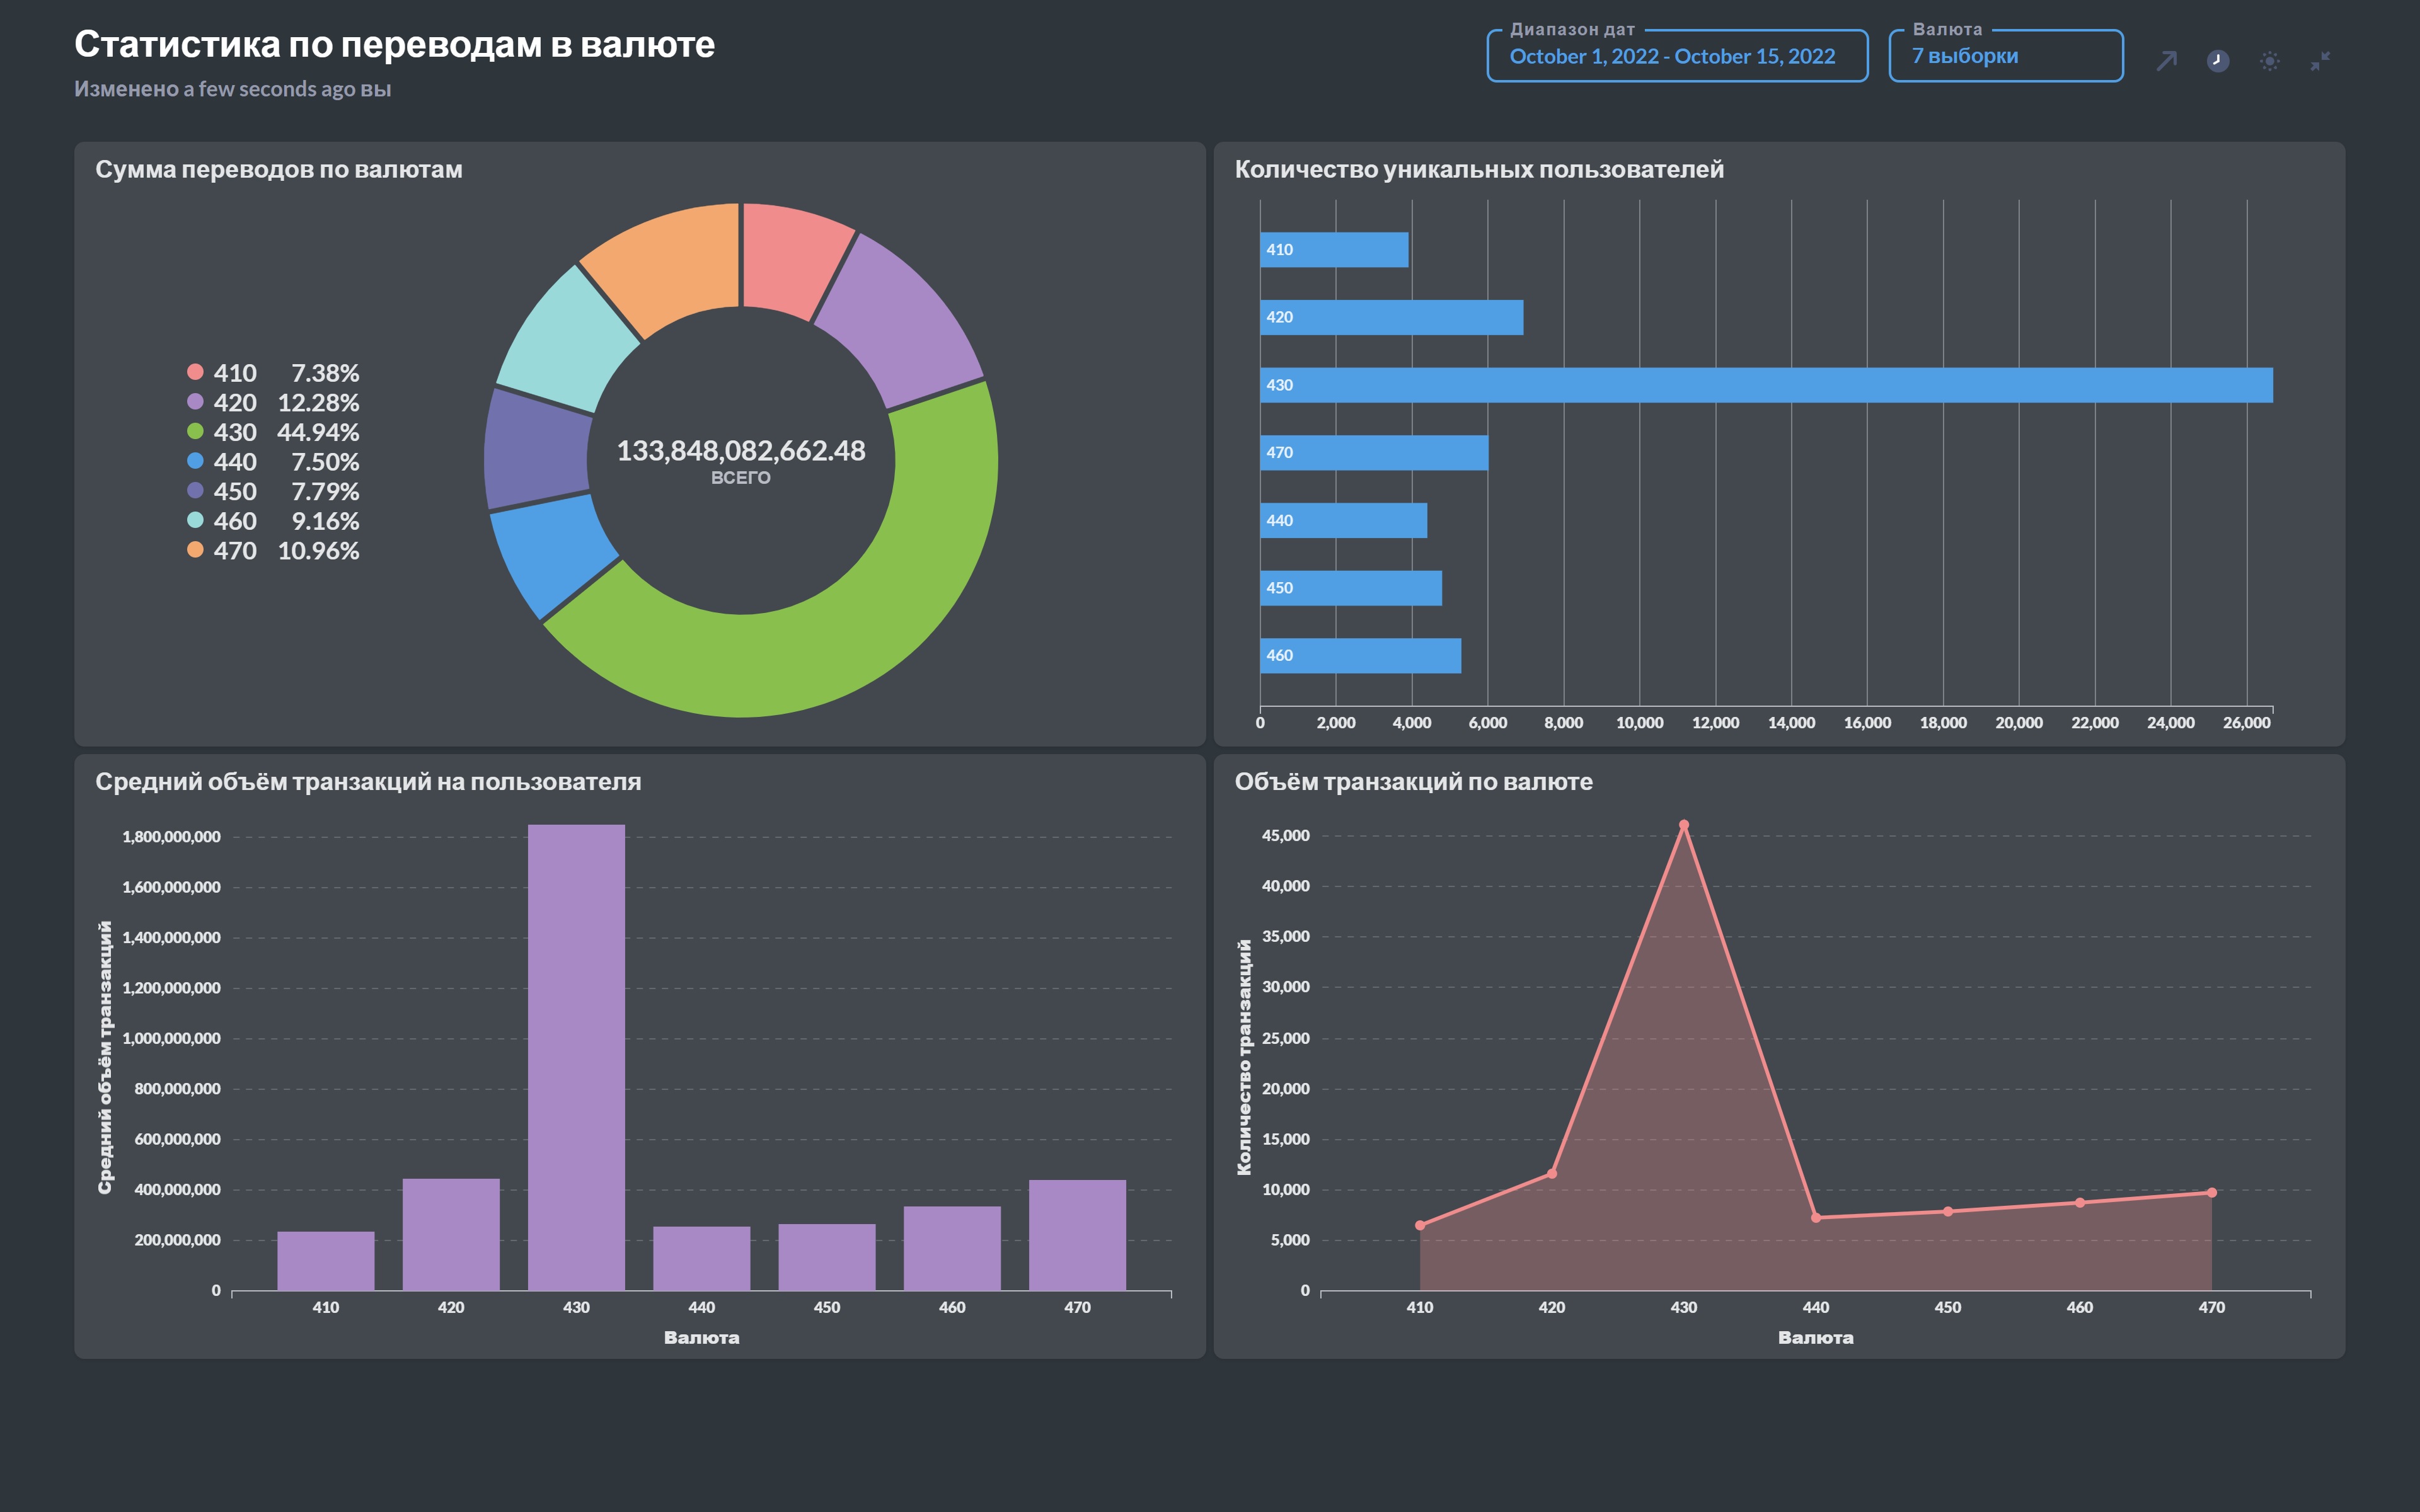 Статистика по переводам в валюте
Изменено a few seconds ago вы
Диапазон дат
October 1, 2022 - October 15, 2022
Валюта
7 выборки
Сумма переводов по валютам
410 7.38%
420 12.28%
430 44.94%
440 7.50%
450 7.79%
460 9.16%
470 10.96%
133,848,082,662.48
ВСЕГО
Количество уникальных пользователей
410
420
430
470
440
450
460
0 2,000 4,000 6,000 8,000 10,000 12,000 14,000 16,000 18,000 20,000 22,000 24,000 26,000
Средний объём транзакций на пользователя
Средний объём транзакций
1,800,000,000
1,600,000,000
1,400,000,000
1,200,000,000
1,000,000,000
800,000,000
600,000,000
400,000,000
200,000,000
0
410 420 430 440 450 460 470
Валюта
Объём транзакций по валюте
Количество транзакций
45,000
40,000
35,000
30,000
25,000
20,000
15,000
10,000
5,000
0
410 420 430 440 450 460 470
Валюта